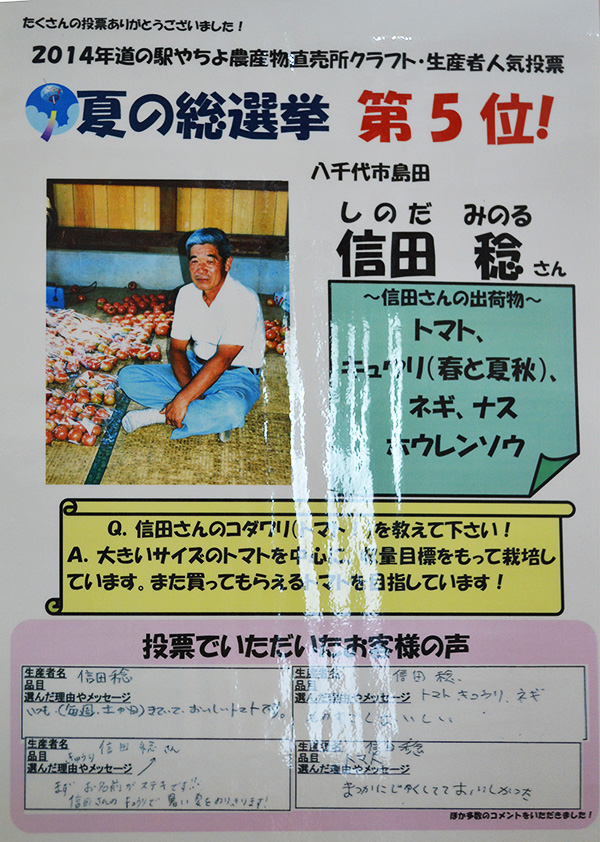 たくさんの投票ありがとうございました！
2014年道の駅やちよ農産物直売所クラフト・生産者人気投票
夏の総選挙 第5位!
八千代市島田
しのだ みのる
信田 稔さん
～信田さんの出荷物～
トマト、
キュウリ（春と夏秋）、
ネギ、ナス
ホウレンソウ
Q. 信田さんのコダワリ（トマト）を教えて下さい！
A. 大きいサイズのトマトを中心に、量目標をもって栽培し
ています。また買ってもらえるトマトを目指しています！
投票でいただいたお客様の声
生産者名 信田稔
品目
選んだ理由やメッセージ
いつも、(毎週、土か日)きていて、おいしいトマトです。
生産者名 信田 稔、
品目
選んだ理由やメッセージ トマト きゅうり、ネギ
おいしい
生産者名 信田 稔さん
品目 きゅうり
選んだ理由やメッセージ
まず お名前が ステキです!!
信田さんの きゅうりで 暑い夏をのりきります!
生産者名 信田稔
品目 トマト
選んだ理由やメッセージ
まっかにじゅくしてて おいしかった
ほか多数のコメントをいただきました！